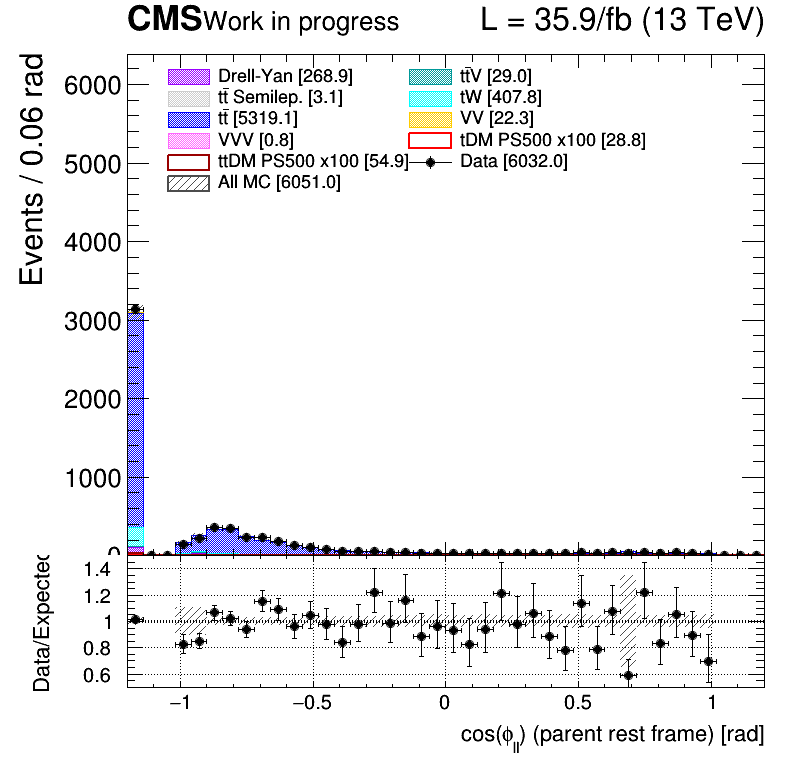 CMS Work in progress L = 35.9/fb (13 TeV)
Events / 0.06 rad
6000
5000
4000
3000
2000
1000
0
Drell-Yan [268.9]
tt̄ Semilep. [3.1]
tt̄ [5319.1]
VVV [0.8]
ttDM PS500 x100 [54.9]
All MC [6051.0]
tt̄V [29.0]
tW [407.8]
VV [22.3]
tDM PS500 x100 [28.8]
Data [6032.0]
Data/Expected
1.4
1.2
1
0.8
0.6
−1 −0.5 0 0.5 1
cos(ϕ_ll) (parent rest frame) [rad]